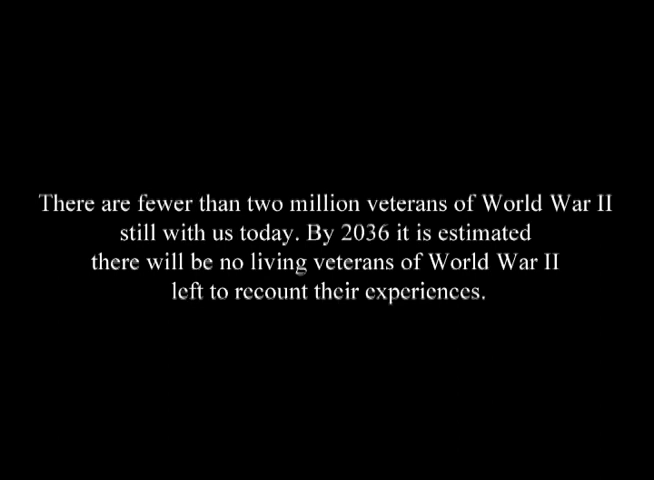 There are fewer than two million veterans of World War II
still with us today. By 2036 it is estimated
there will be no living veterans of World War II
left to recount their experiences.